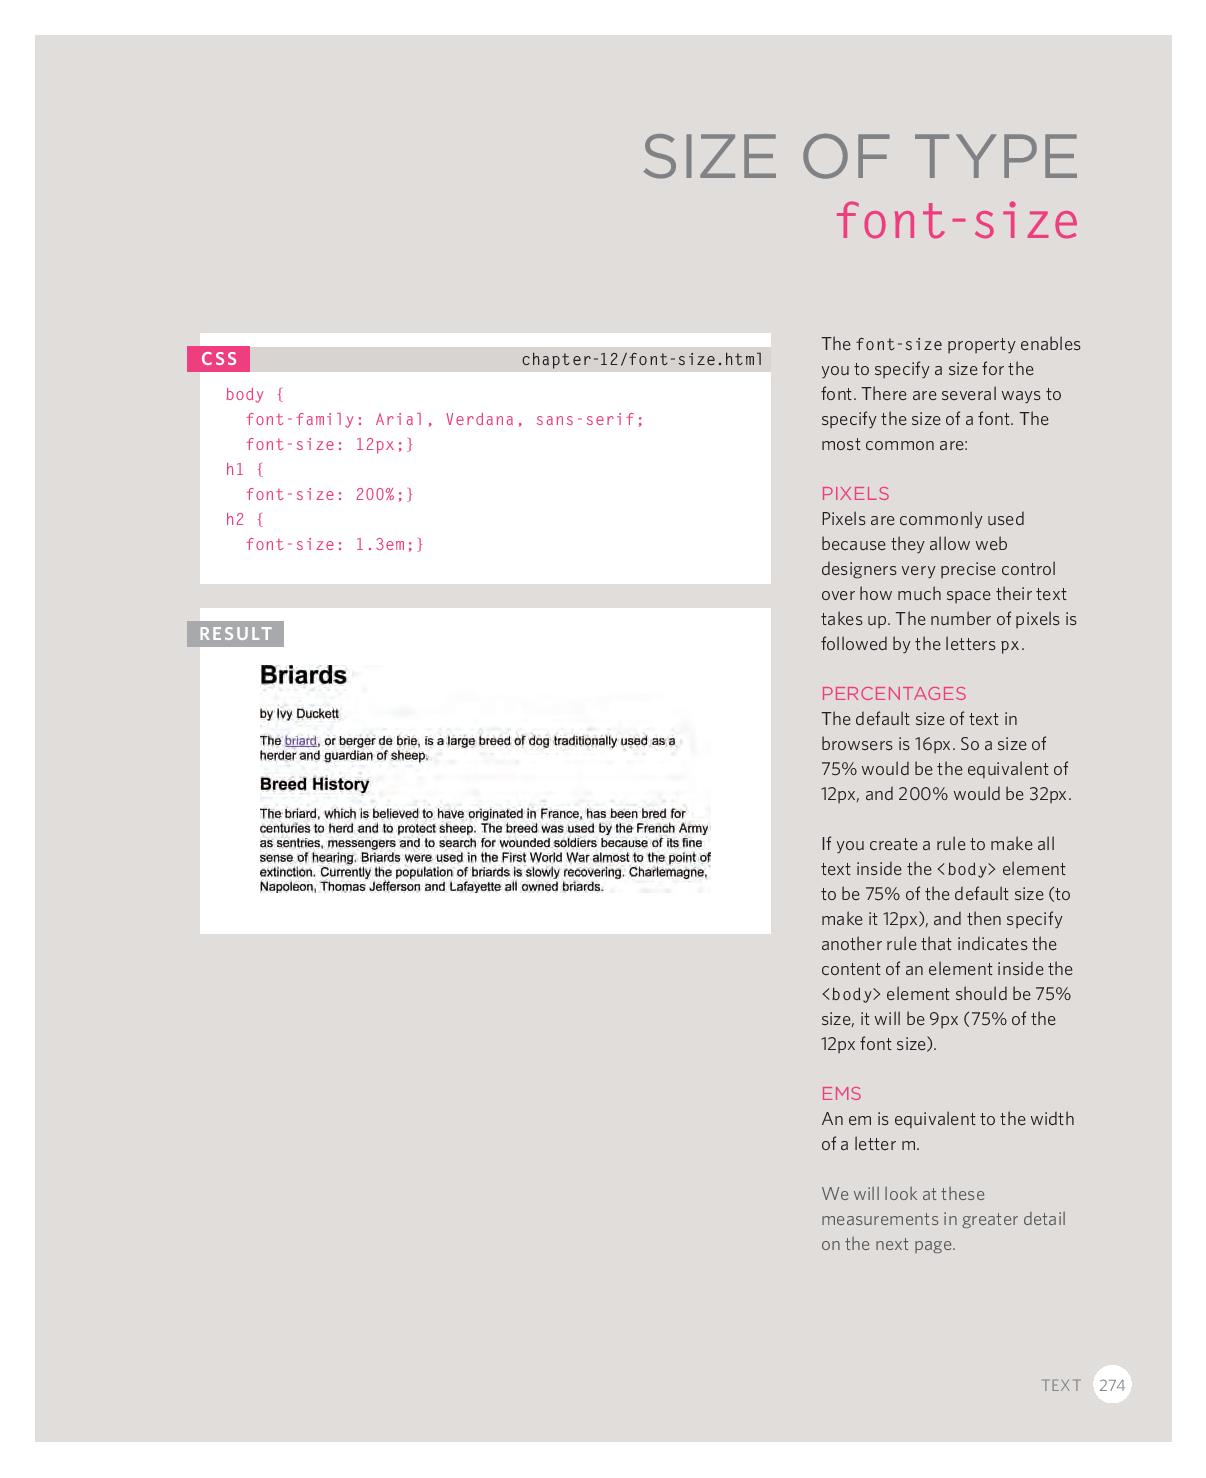 SIZE OF TYPE
font-size
CSS
chapter-12/font-size.html
body {
font-family: Arial, Verdana, sans-serif;
font-size: 12px;}
h1 {
font-size: 200%;}
h2 {
font-size: 1.3em;}
RESULT
Briards
by Ivy Duckett
The briard, or berger de brie, is a large breed of dog traditionally used as a
herder and guardian of sheep.
Breed History
The briard, which is believed to have originated in France, has been bred for
centuries to herd and to protect sheep. The breed was used by the French Army
as sentries, messengers and to search for wounded soldiers because of its fine
sense of hearing. Briards were used in the First World War almost to the point of
extinction. Currently the population of briards is slowly recovering. Charlemagne,
Napoleon, Thomas Jefferson and Lafayette all owned briards.
The font-size property enables
you to specify a size for the
font. There are several ways to
specify the size of a font. The
most common are:
PIXELS
Pixels are commonly used
because they allow web
designers very precise control
over how much space their text
takes up. The number of pixels is
followed by the letters px.
PERCENTAGES
The default size of text in
browsers is 16px. So a size of
75% would be the equivalent of
12px, and 200% would be 32px.
If you create a rule to make all
text inside the <body> element
to be 75% of the default size (to
make it 12px), and then specify
another rule that indicates the
content of an element inside the
<body> element should be 75%
size, it will be 9px (75% of the
12px font size).
EMS
An em is equivalent to the width
of a letter m.
We will look at these
measurements in greater detail
on the next page.
TEXT 274